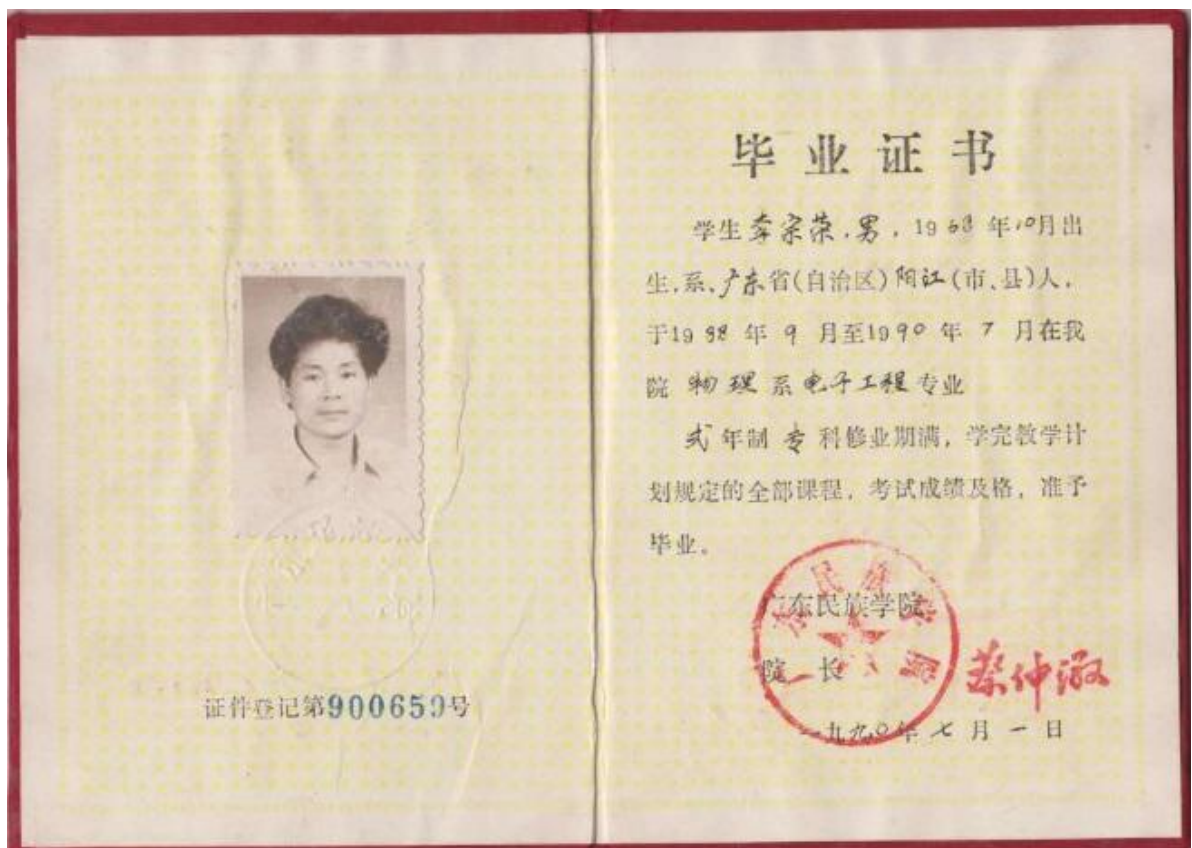 证件登记第900659号
毕业证书
学生李宗荣,男,1968年10月出
生,系、广东省(自治区)阳江(市、县)人,
于1988年9月至1990年7月在我
院物理系电子工程专业
弍年制专科修业期满,学完教学计
划规定的全部课程,考试成绩及格,准予
毕业。
广东民族学院
院长
蔡仲淑
一九九〇年七月一日